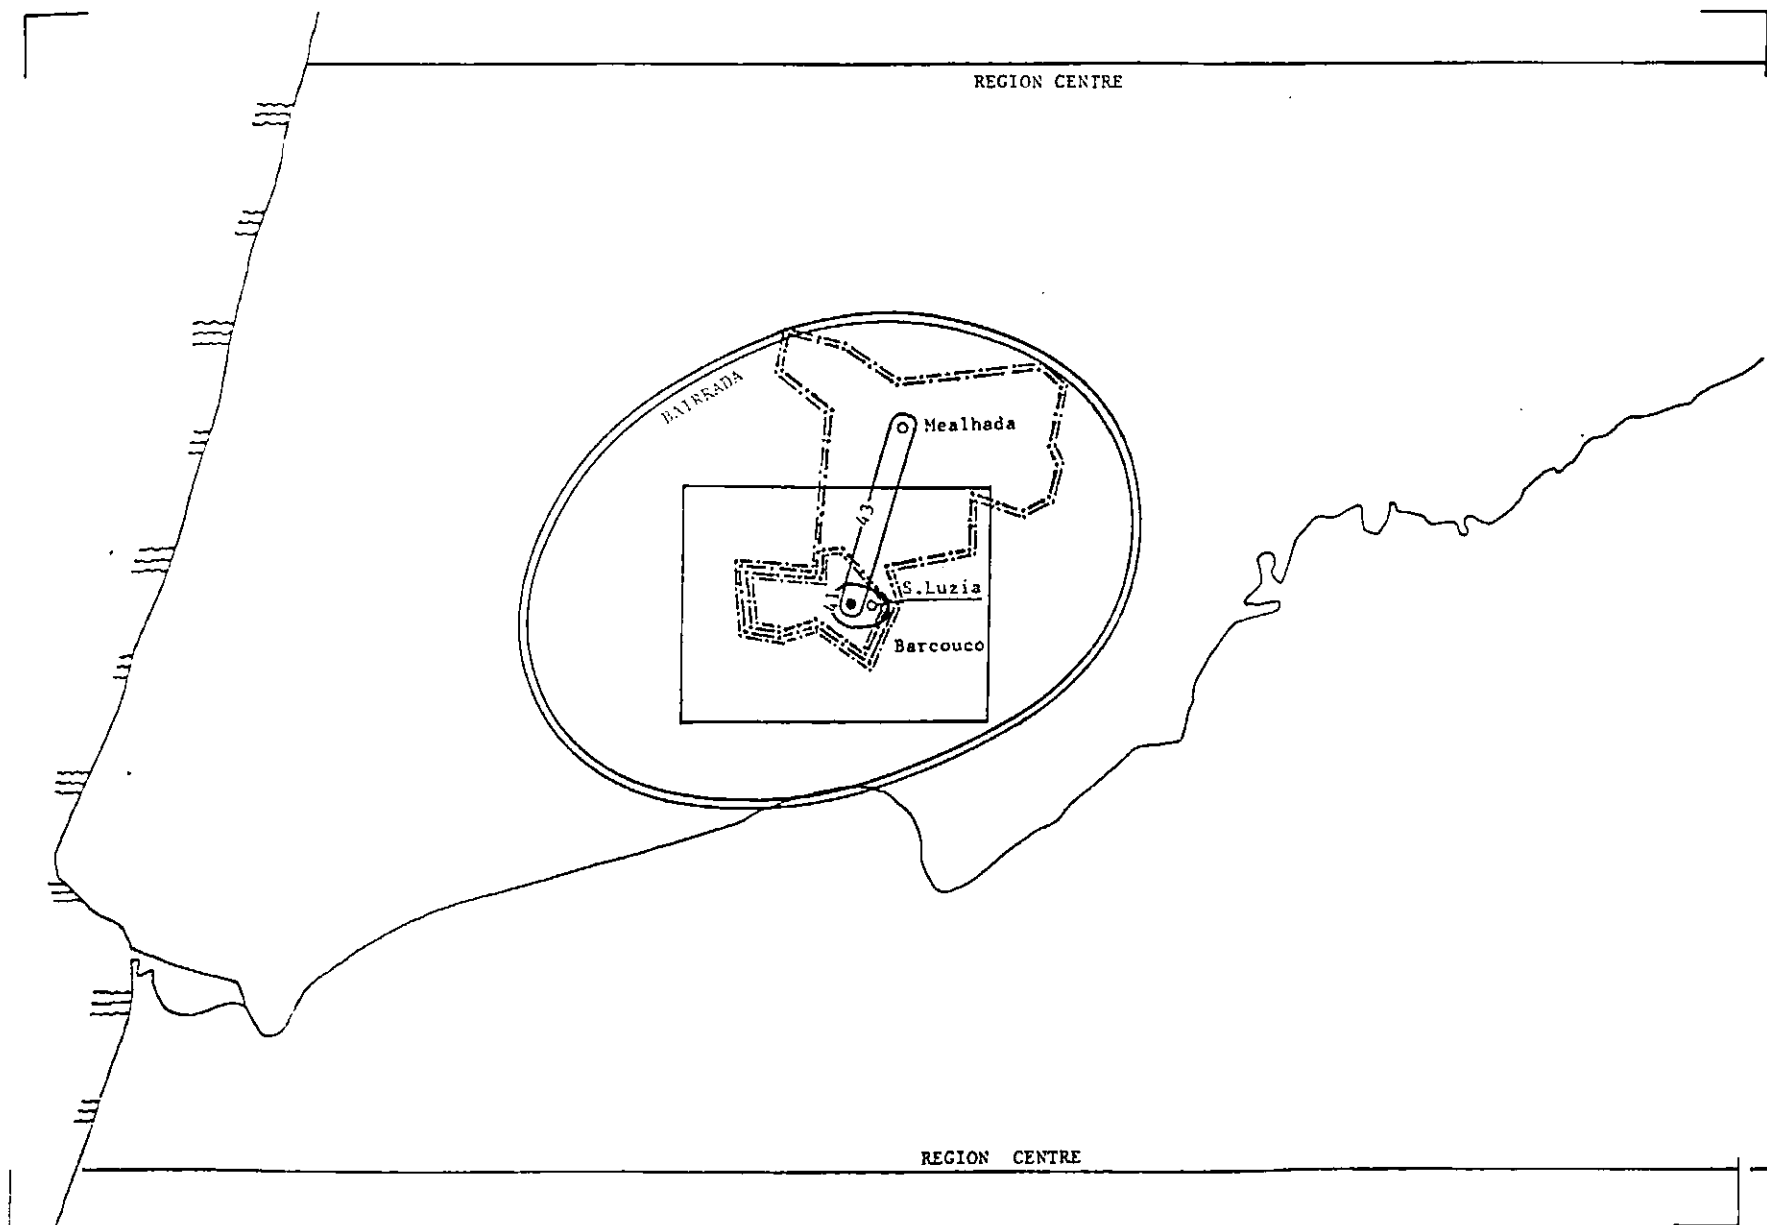 REGION CENTRE
BAIRRADA
Mealhada
43
S.Luzia
41
Barcouco
REGION CENTRE